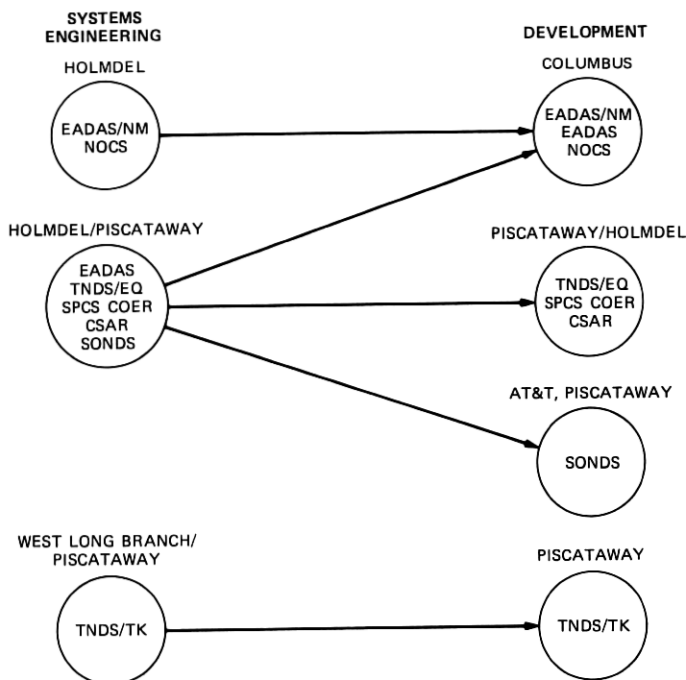 SYSTEMS
ENGINEERING
DEVELOPMENT
HOLMDEL
COLUMBUS
EADAS/NM
NOCS
EADAS/NM
EADAS
NOCS
HOLMDEL/PISCATAWAY
PISCATAWAY/HOLMDEL
EADAS
TNDS/EQ
SPCS COER
CSAR
SONDS
TNDS/EQ
SPCS COER
CSAR
AT&T, PISCATAWAY
SONDS
WEST LONG BRANCH/
PISCATAWAY
PISCATAWAY
TNDS/TK
TNDS/TK